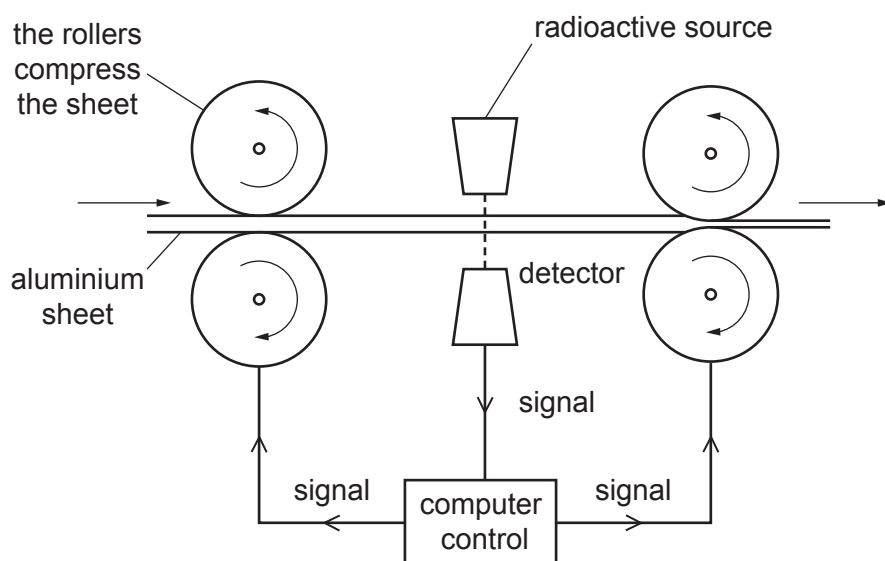 the rollers
compress
the sheet
radioactive source
aluminium
sheet
detector
signal
signal
signal
computer
control